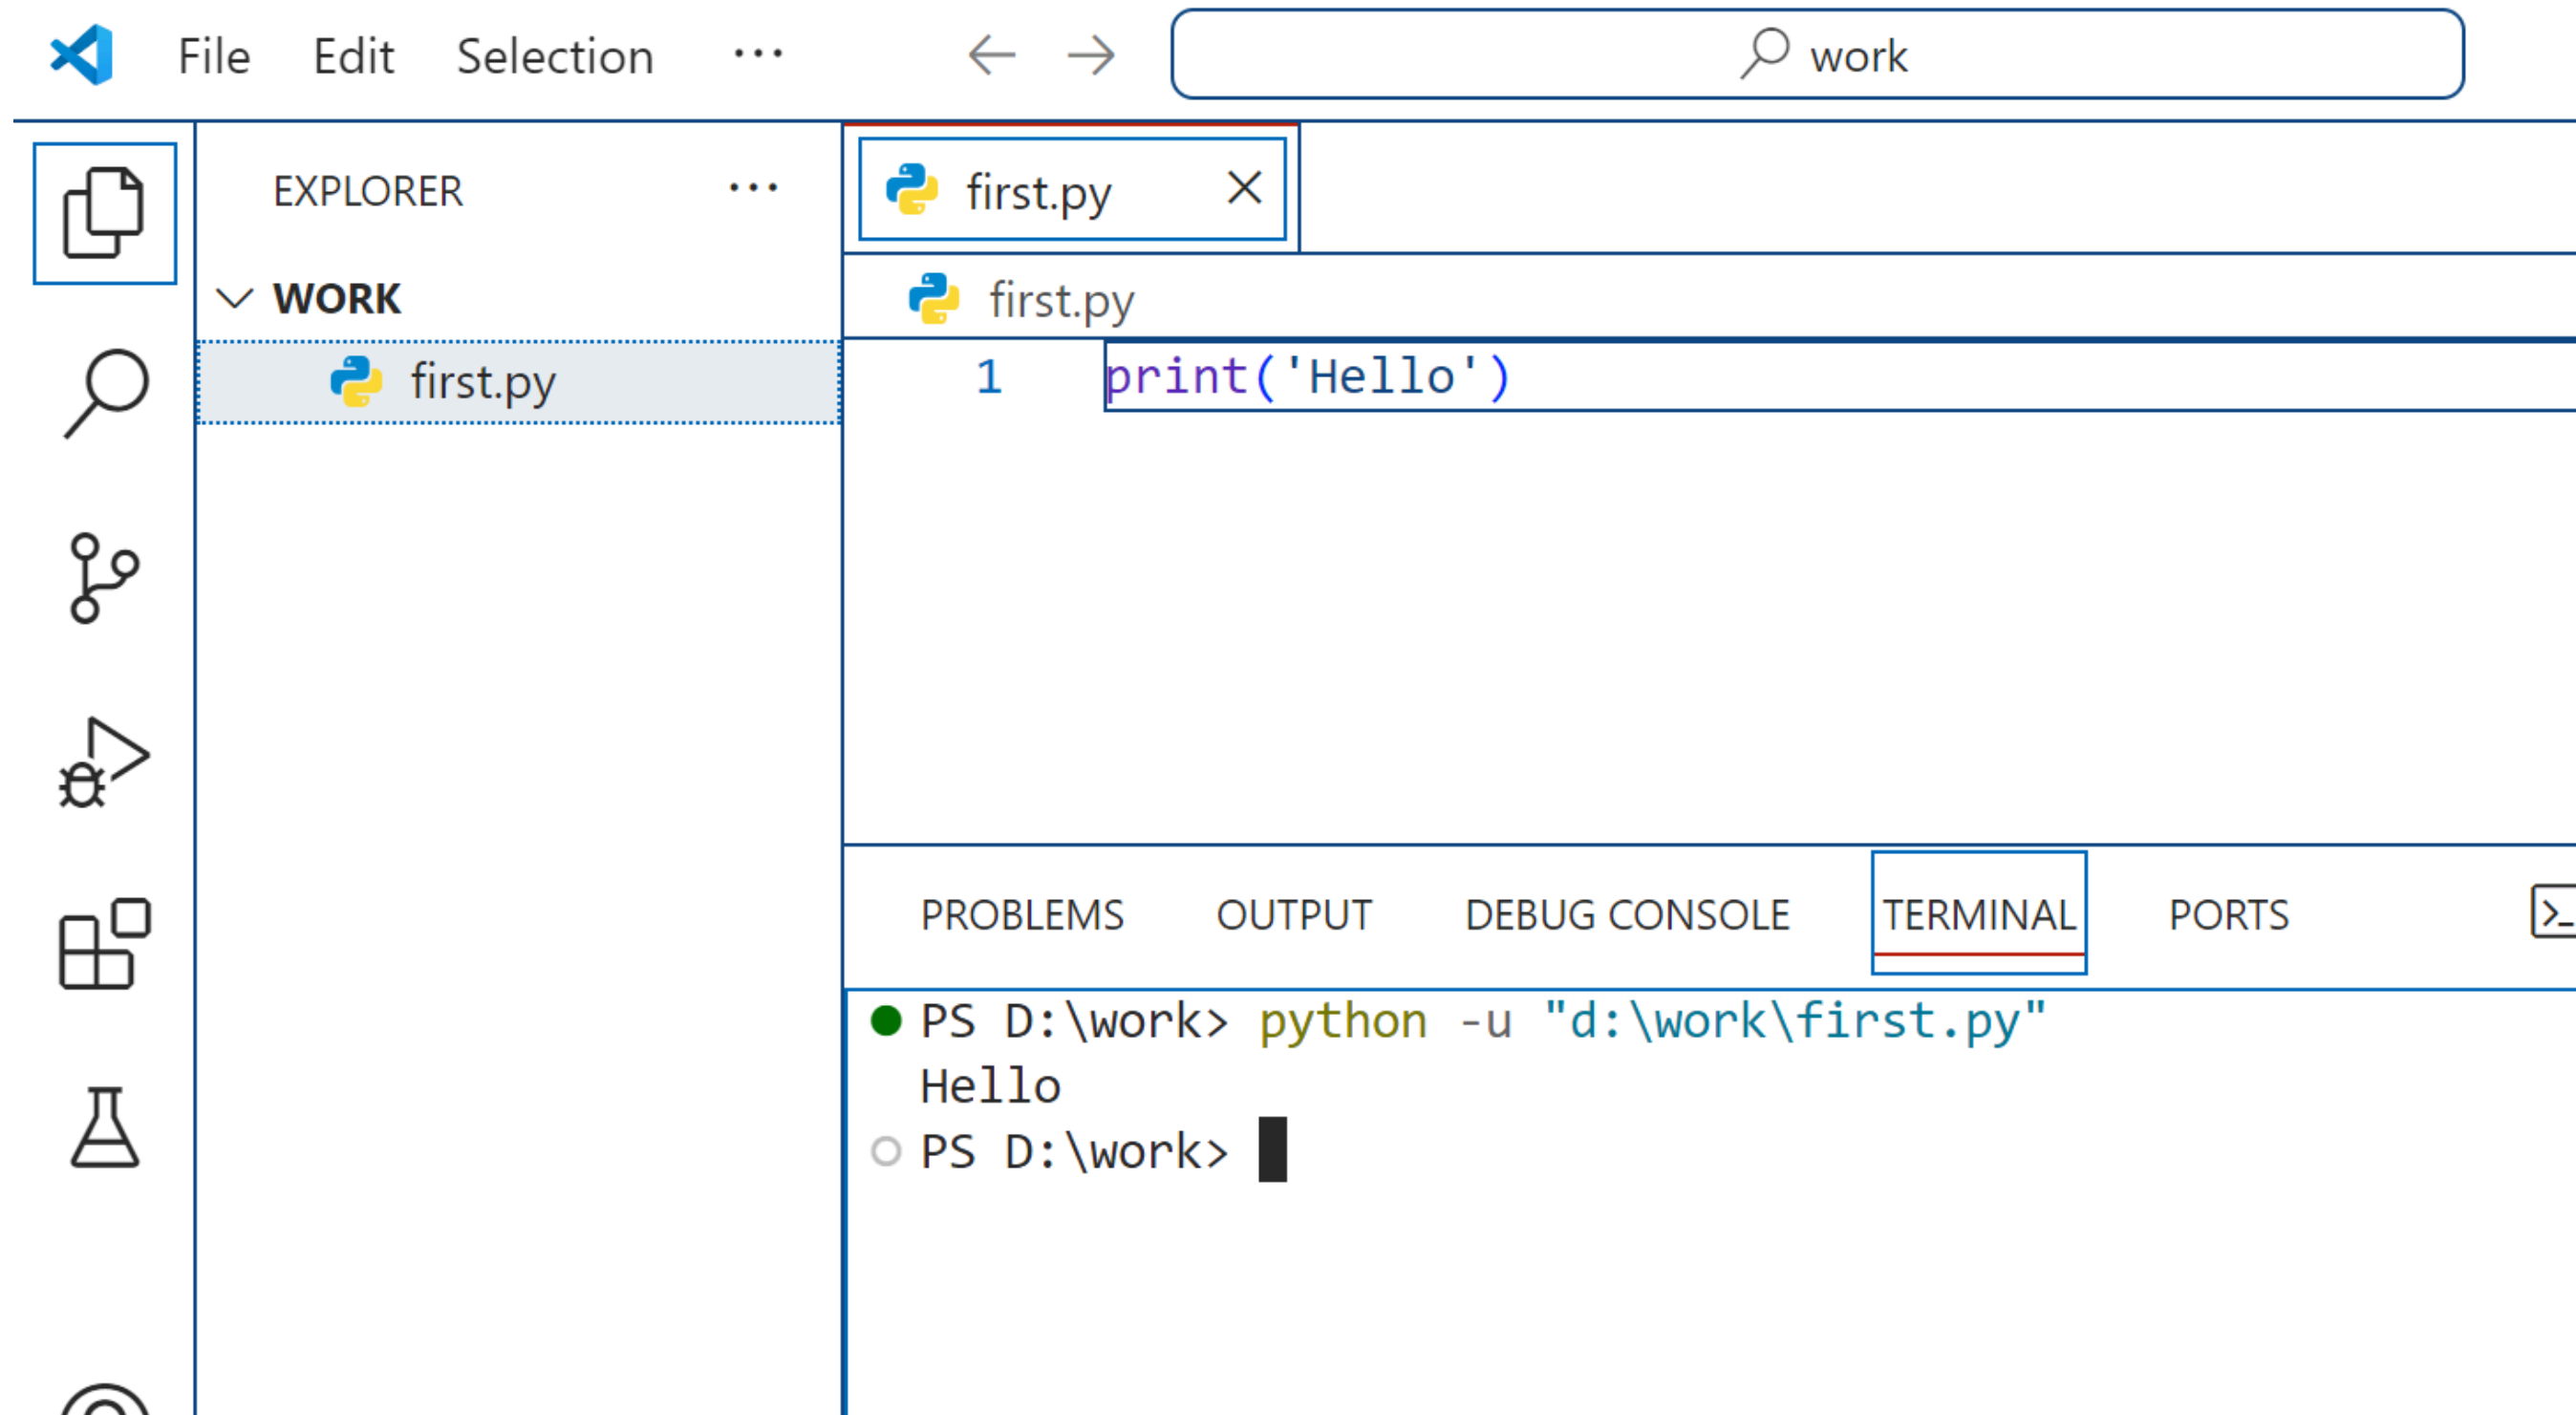 File Edit Selection ··· work
EXPLORER ···
WORK
first.py
first.py
first.py
1 print('Hello')
PROBLEMS OUTPUT DEBUG CONSOLE TERMINAL PORTS
PS D:\work> python -u "d:\work\first.py"
Hello
PS D:\work>